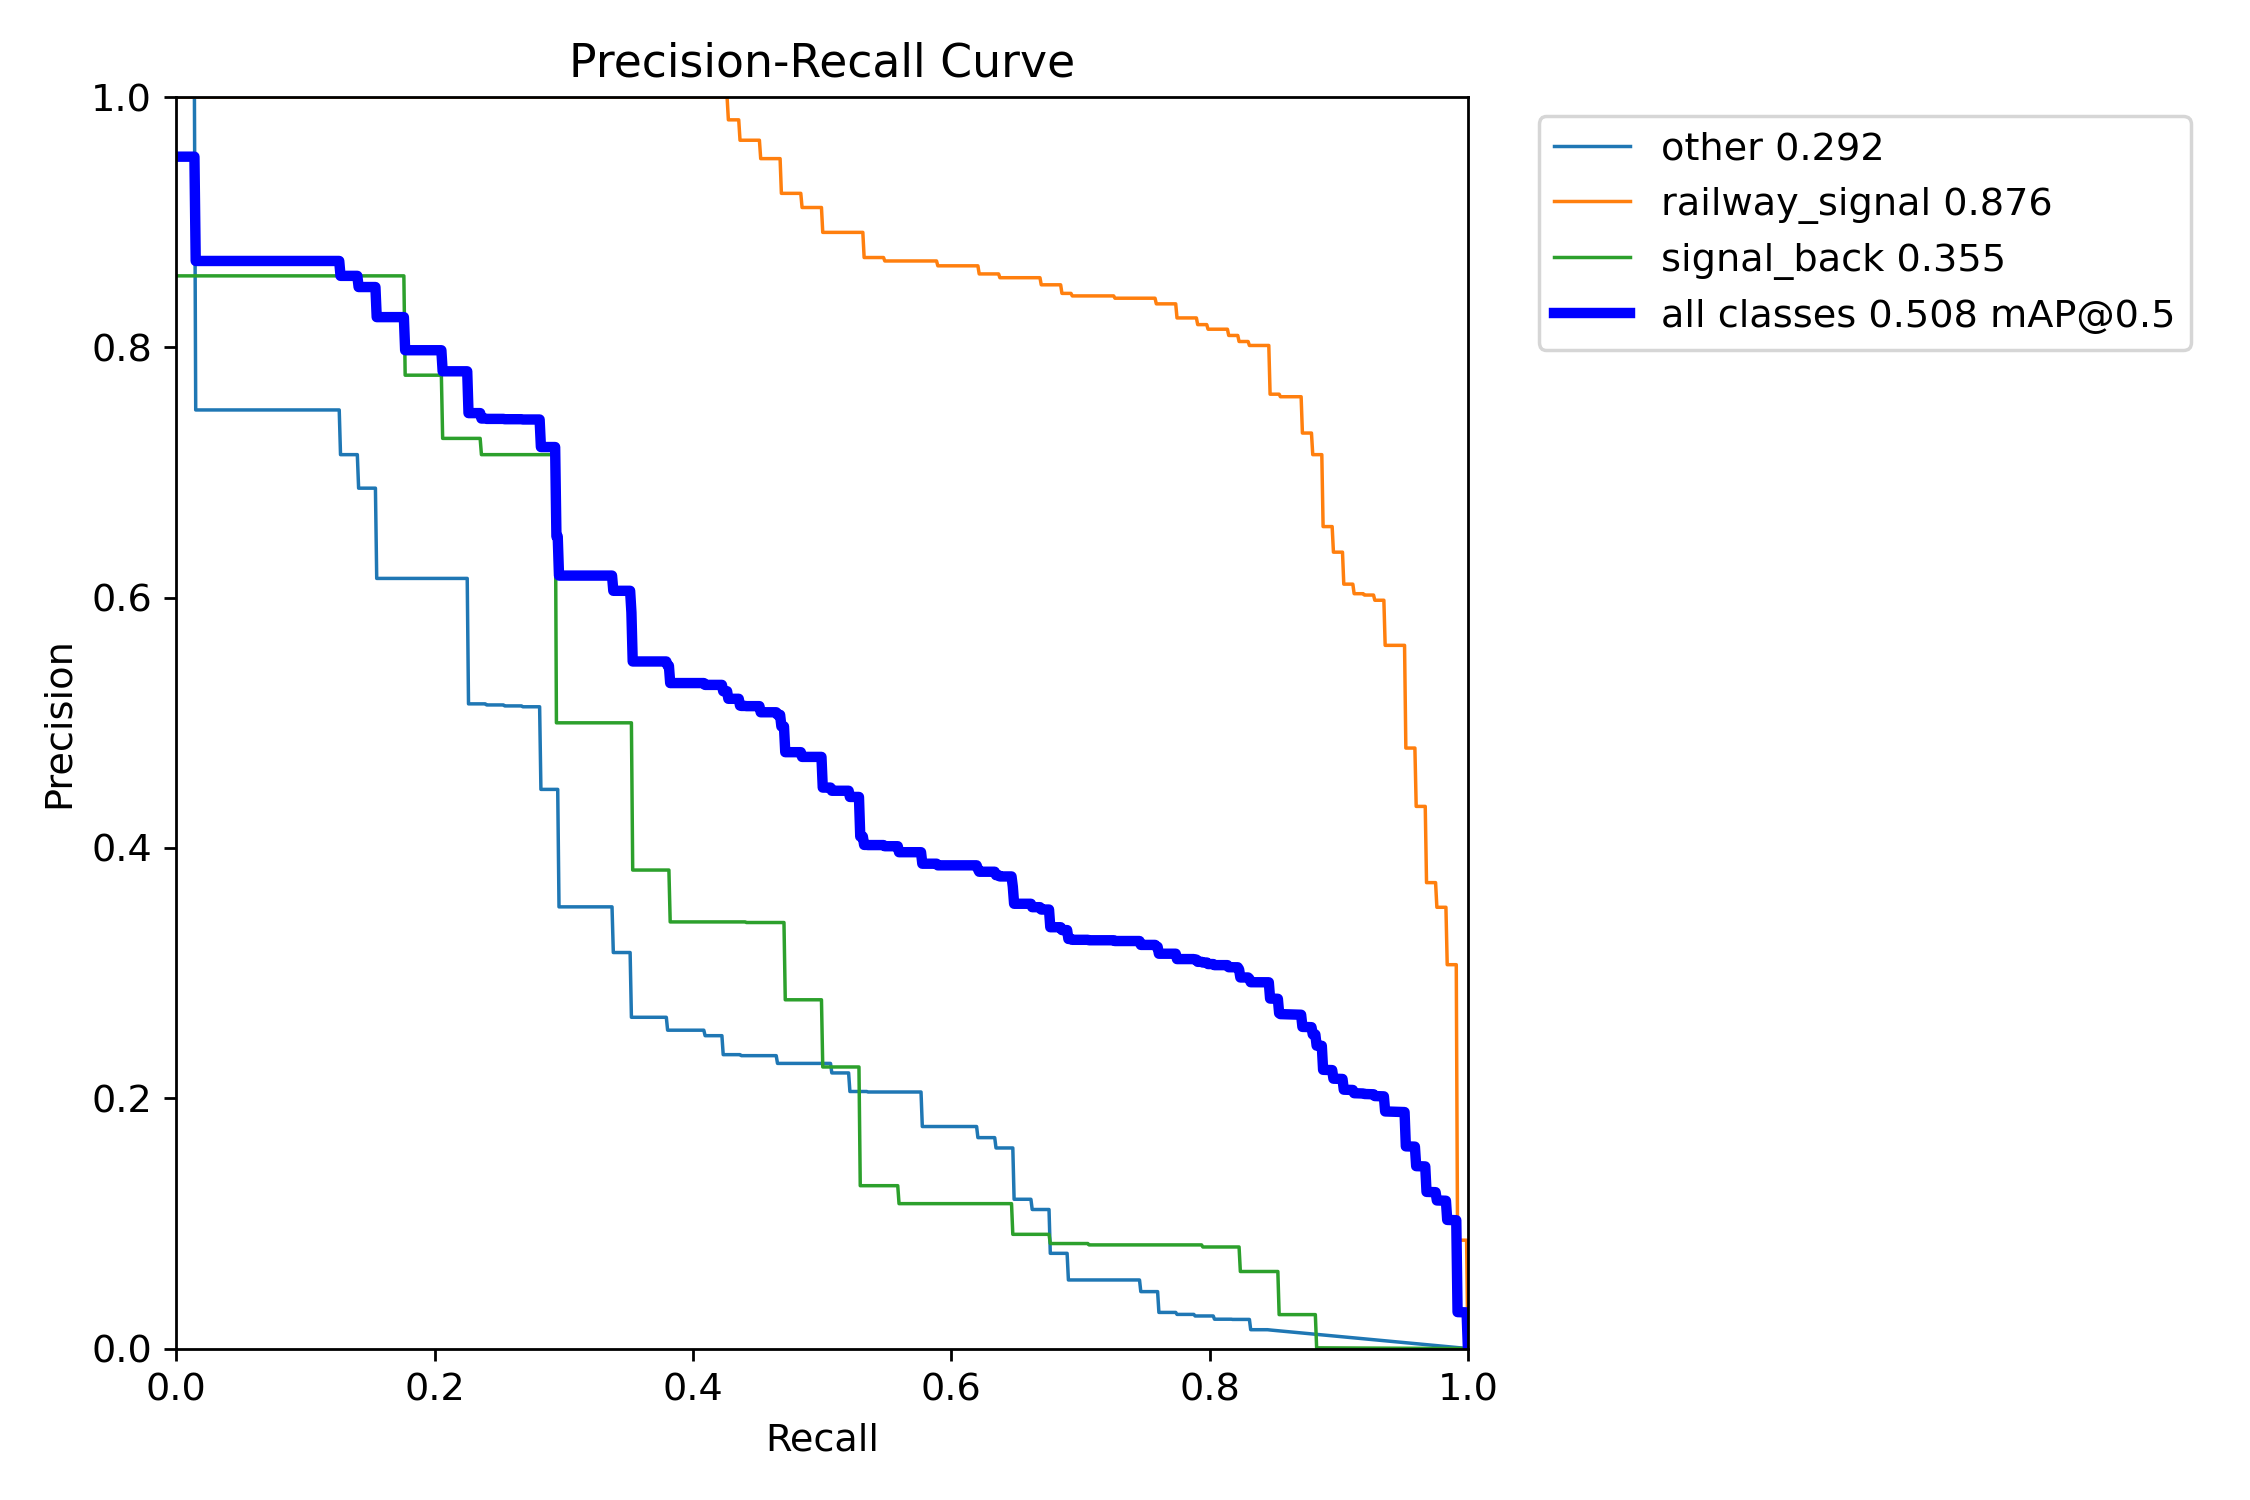 Precision-Recall Curve
1.0
0.8
0.6
0.4
0.2
0.0
Precision
0.0 0.2 0.4 0.6 0.8 1.0
Recall
other 0.292
railway_signal 0.876
signal_back 0.355
all classes 0.508 mAP@0.5